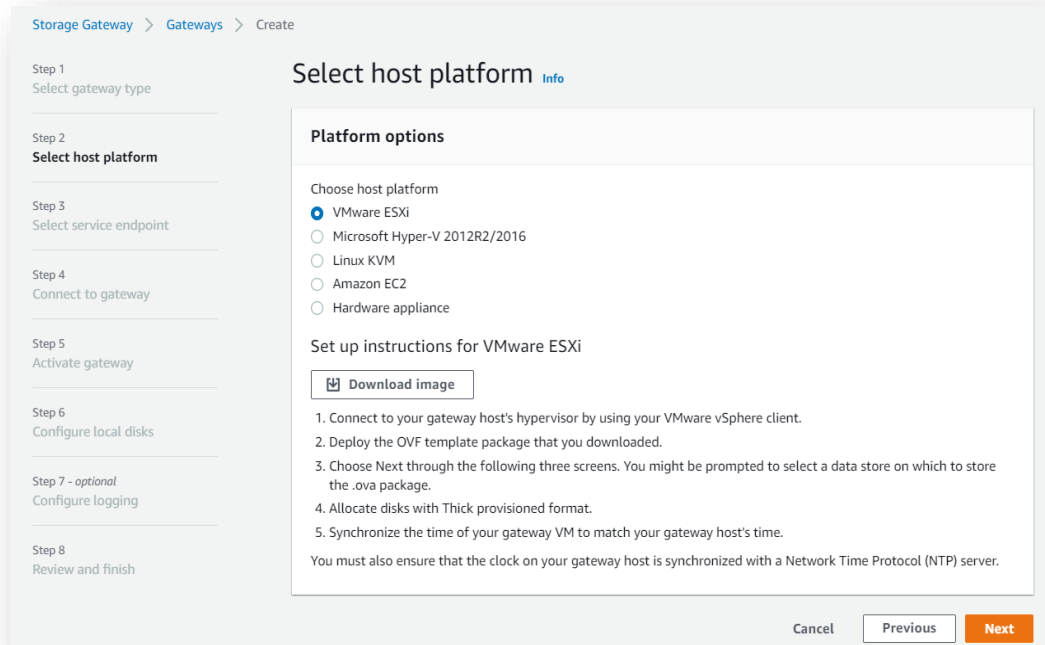 Storage Gateway > Gateways > Create
Step 1
Select gateway type
Step 2
Select host platform
Step 3
Select service endpoint
Step 4
Connect to gateway
Step 5
Activate gateway
Step 6
Configure local disks
Step 7 - optional
Configure logging
Step 8
Review and finish
Select host platform Info
Platform options
Choose host platform
VMware ESXi
Microsoft Hyper-V 2012R2/2016
Linux KVM
Amazon EC2
Hardware appliance
Set up instructions for VMware ESXi
Download image
1. Connect to your gateway host's hypervisor by using your VMware vSphere client.
2. Deploy the OVF template package that you downloaded.
3. Choose Next through the following three screens. You might be prompted to select a data store on which to store
the .ova package.
4. Allocate disks with Thick provisioned format.
5. Synchronize the time of your gateway VM to match your gateway host's time.
You must also ensure that the clock on your gateway host is synchronized with a Network Time Protocol (NTP) server.
Cancel Previous Next